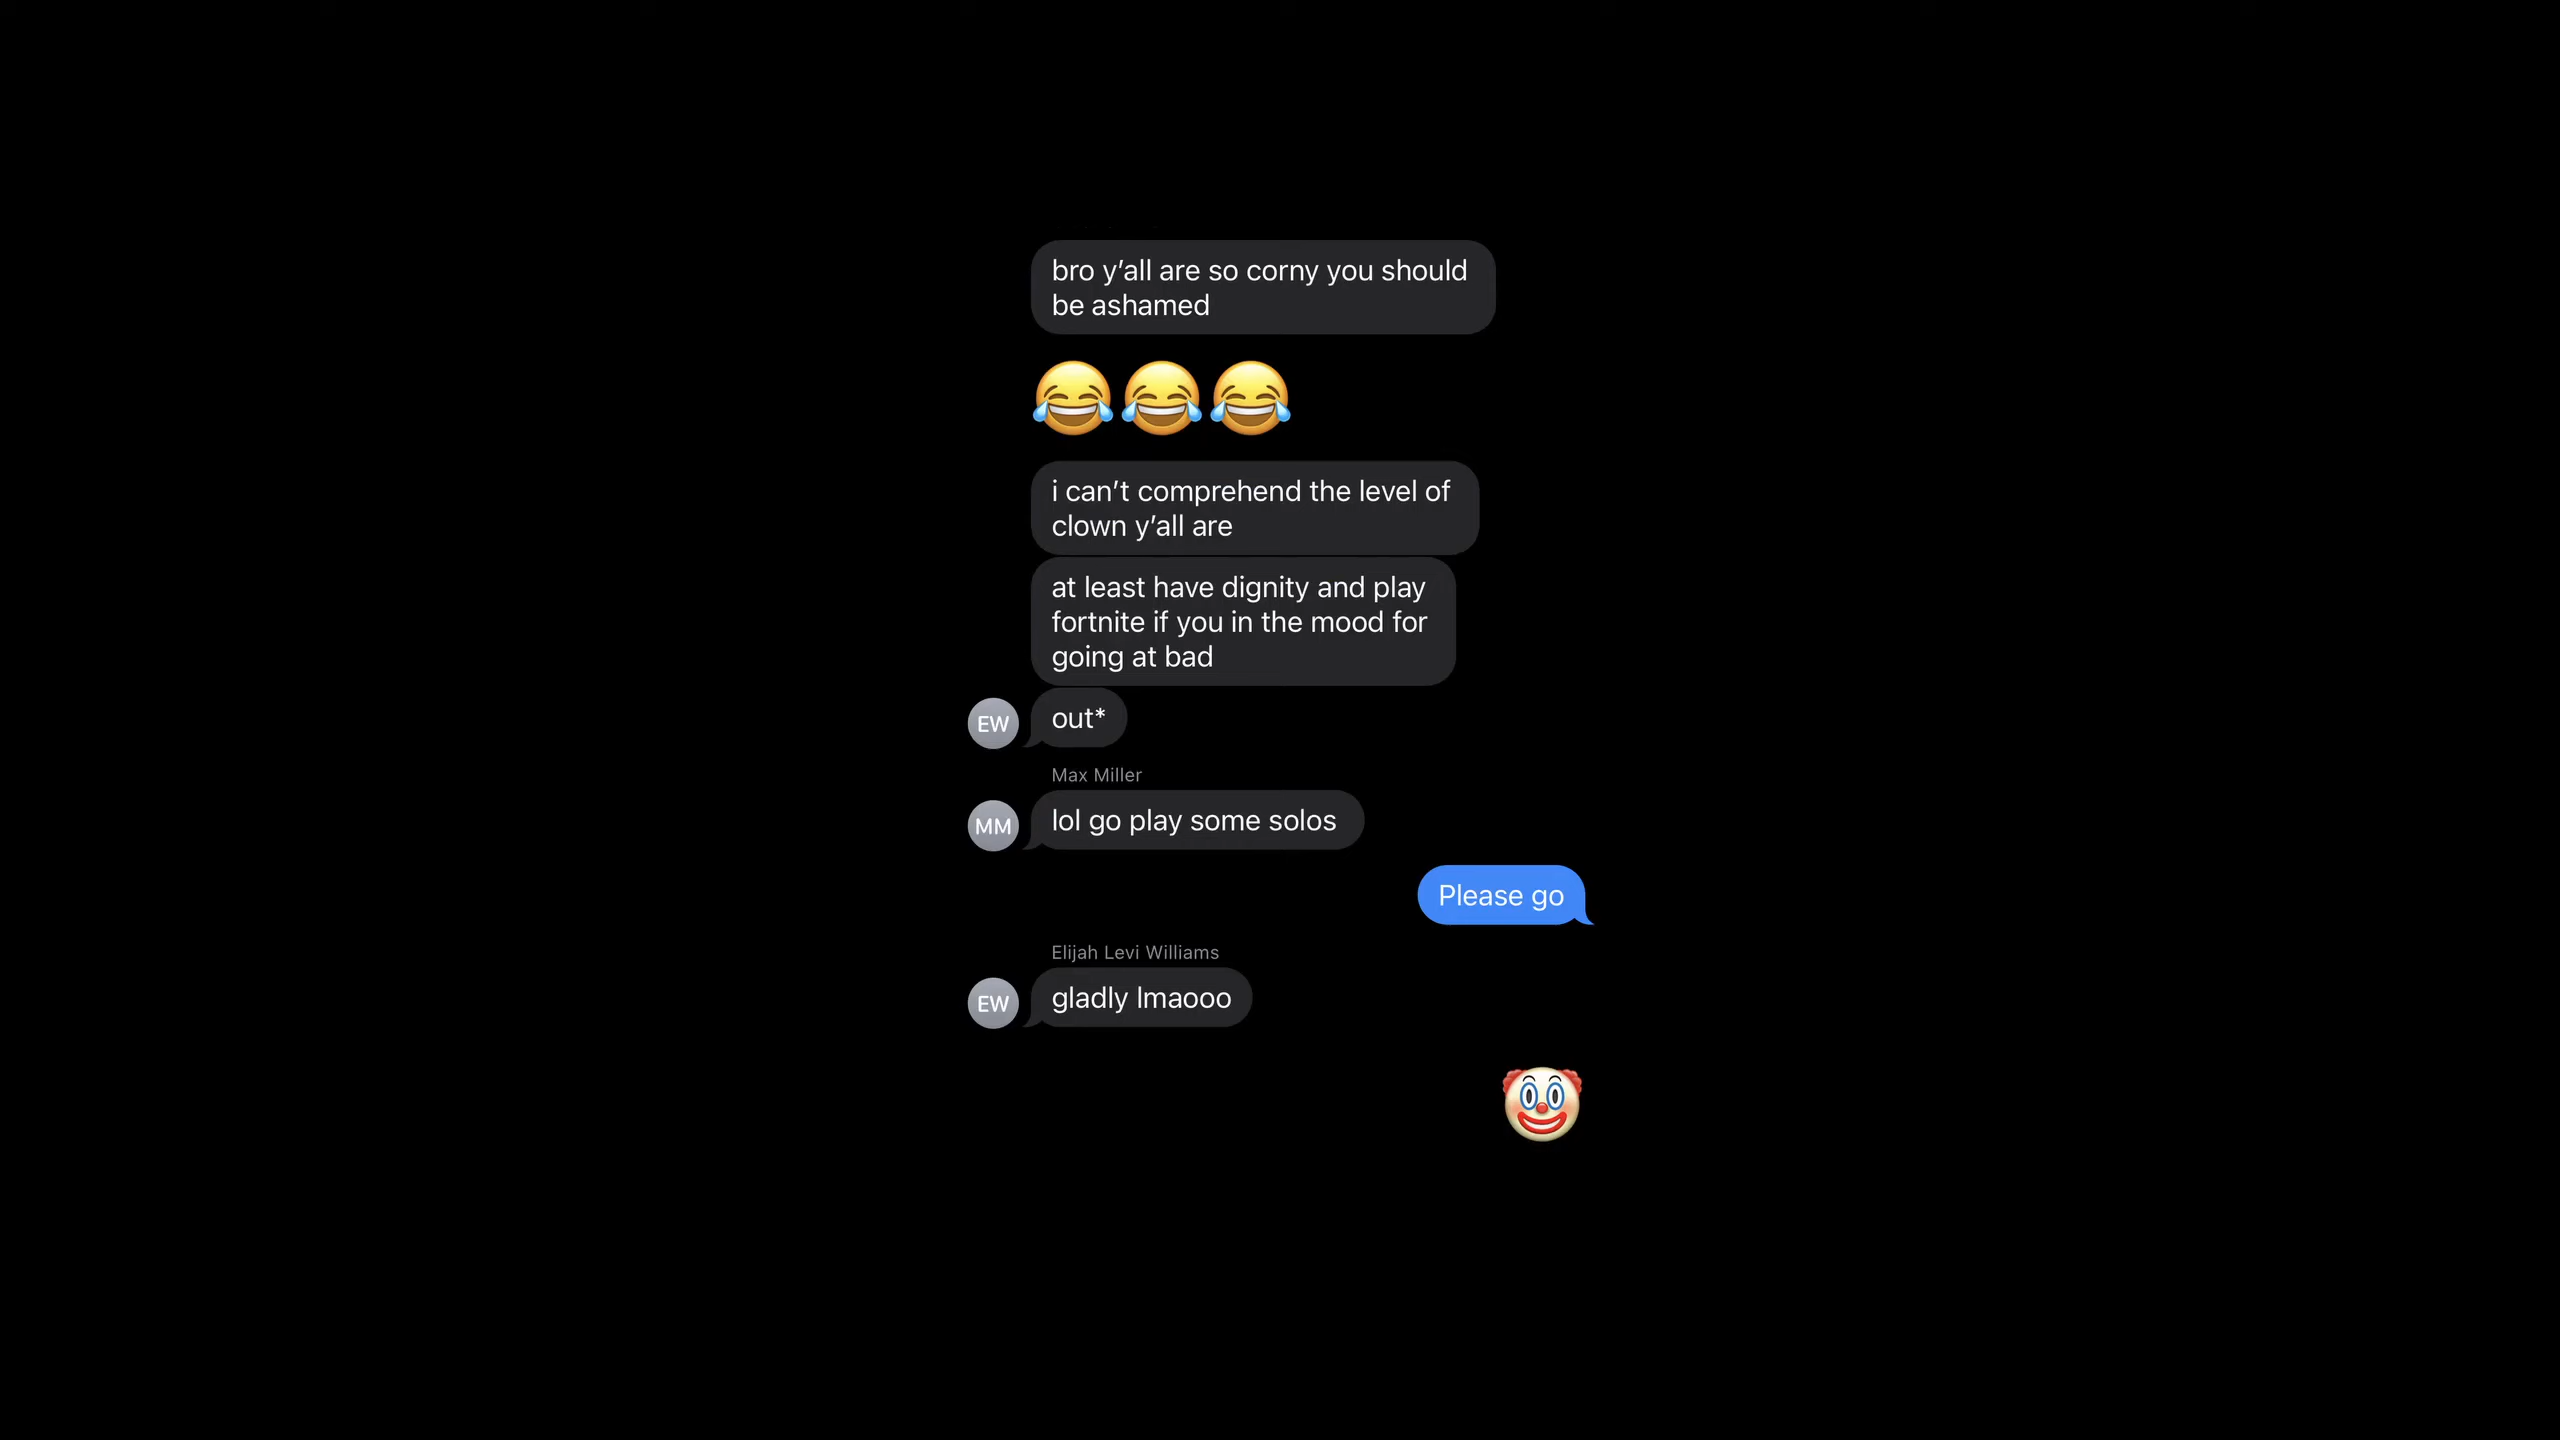 bro y’all are so corny you should
be ashamed
😂😂😂
i can’t comprehend the level of
clown y’all are
at least have dignity and play
fortnite if you in the mood for
going at bad
EW out*
Max Miller
MM lol go play some solos
Please go
Elijah Levi Williams
EW gladly lmaooo
🤡